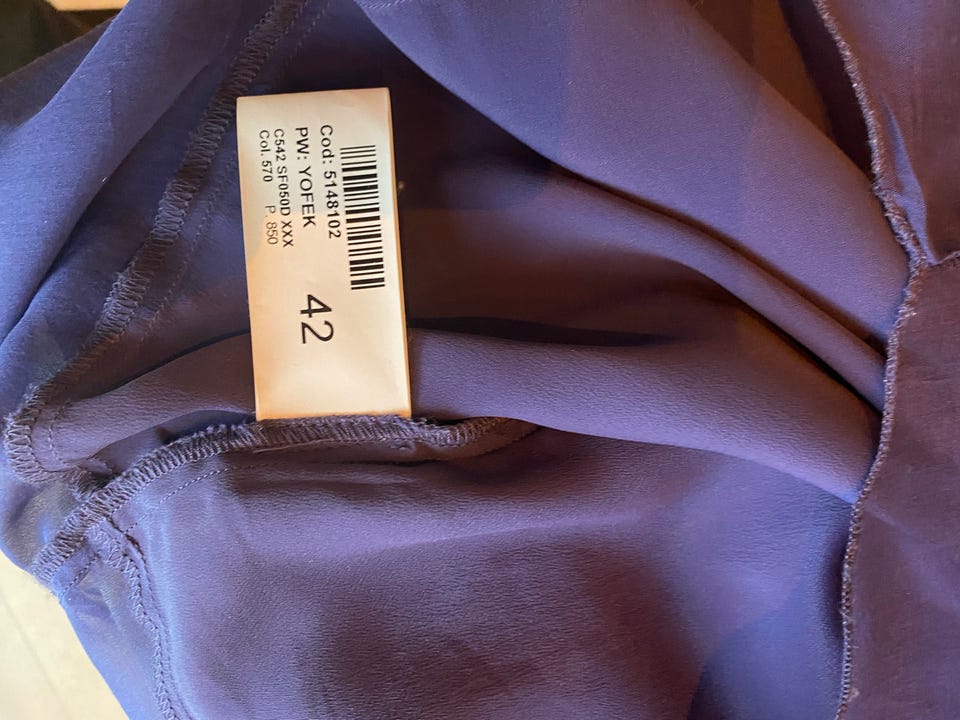 Cod: 5148102
PW: YOFEK
C542 SF050D XXX
Col. 570 P. 850
42